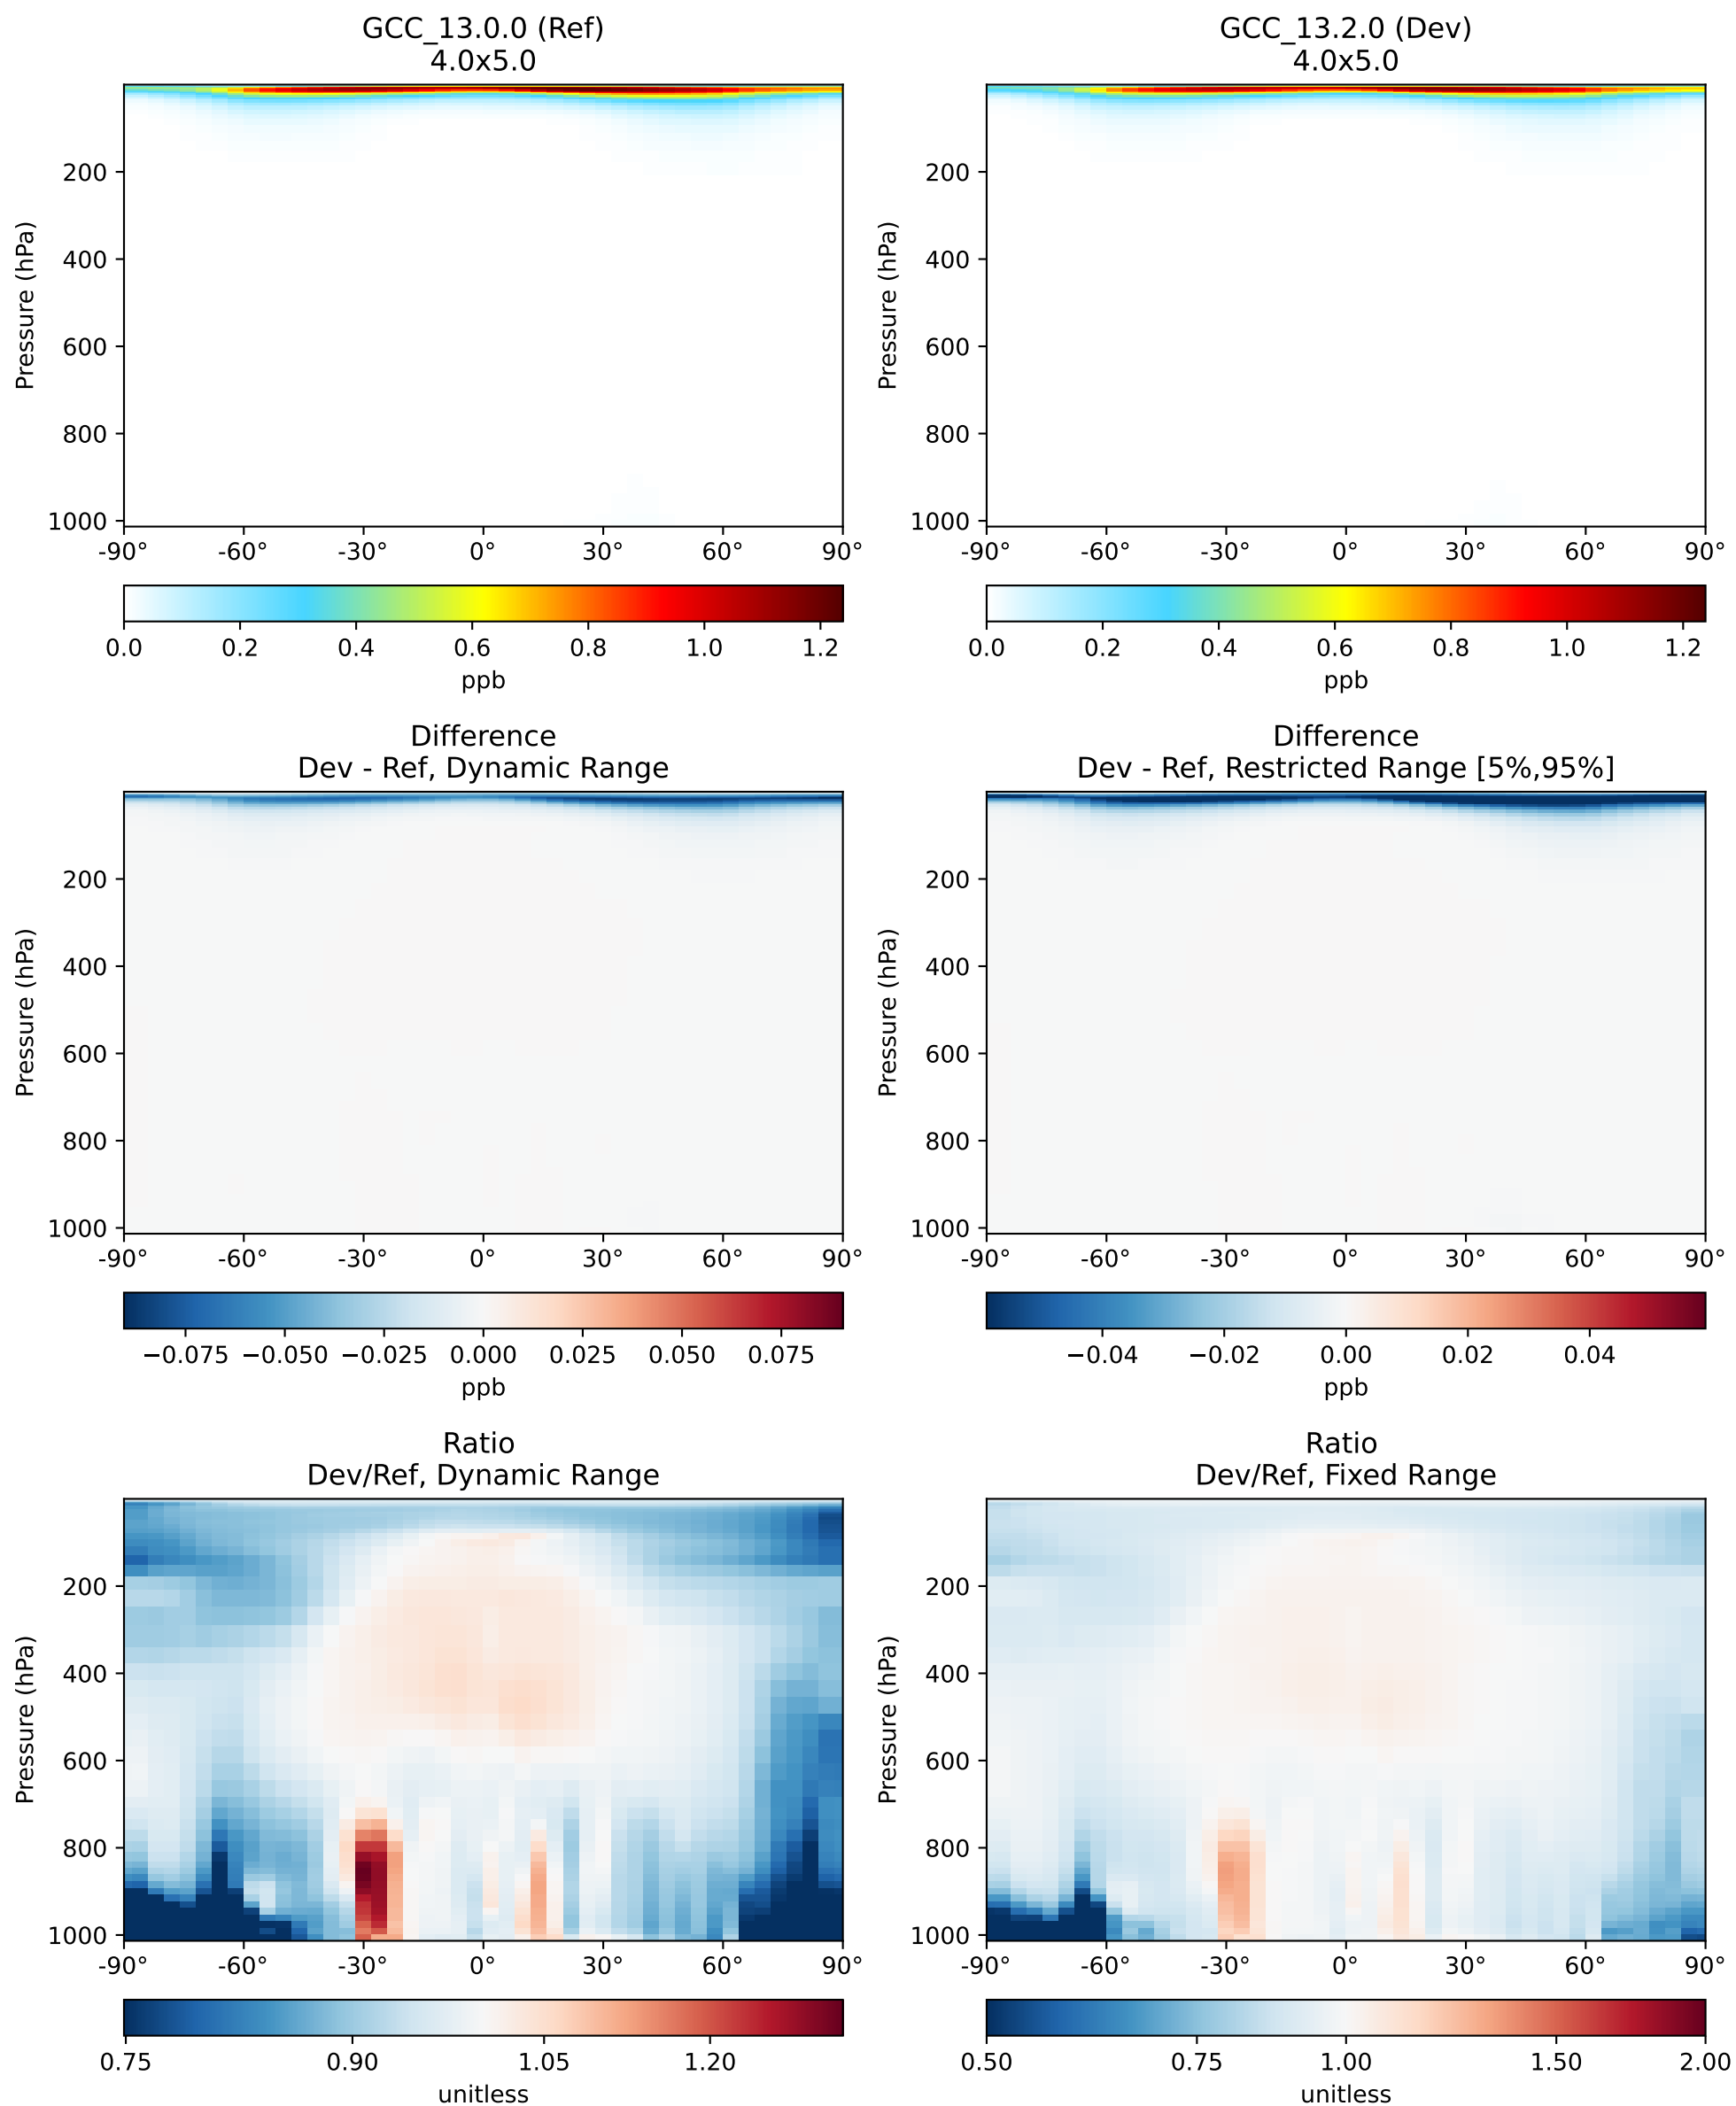 GCC_13.0.0 (Ref)
4.0x5.0
Pressure (hPa)
200
400
600
800
1000
-90° -60° -30° 0° 30° 60° 90°
0.0 0.2 0.4 0.6 0.8 1.0 1.2
ppb
GCC_13.2.0 (Dev)
4.0x5.0
Pressure (hPa)
200
400
600
800
1000
-90° -60° -30° 0° 30° 60° 90°
0.0 0.2 0.4 0.6 0.8 1.0 1.2
ppb
Difference
Dev - Ref, Dynamic Range
Pressure (hPa)
200
400
600
800
1000
-90° -60° -30° 0° 30° 60° 90°
−0.075 −0.050 −0.025 0.000 0.025 0.050 0.075
ppb
Difference
Dev - Ref, Restricted Range [5%,95%]
Pressure (hPa)
200
400
600
800
1000
-90° -60° -30° 0° 30° 60° 90°
−0.04 −0.02 0.00 0.02 0.04
ppb
Ratio
Dev/Ref, Dynamic Range
Pressure (hPa)
200
400
600
800
1000
-90° -60° -30° 0° 30° 60° 90°
0.75 0.90 1.05 1.20
unitless
Ratio
Dev/Ref, Fixed Range
Pressure (hPa)
200
400
600
800
1000
-90° -60° -30° 0° 30° 60° 90°
0.50 0.75 1.00 1.50 2.00
unitless